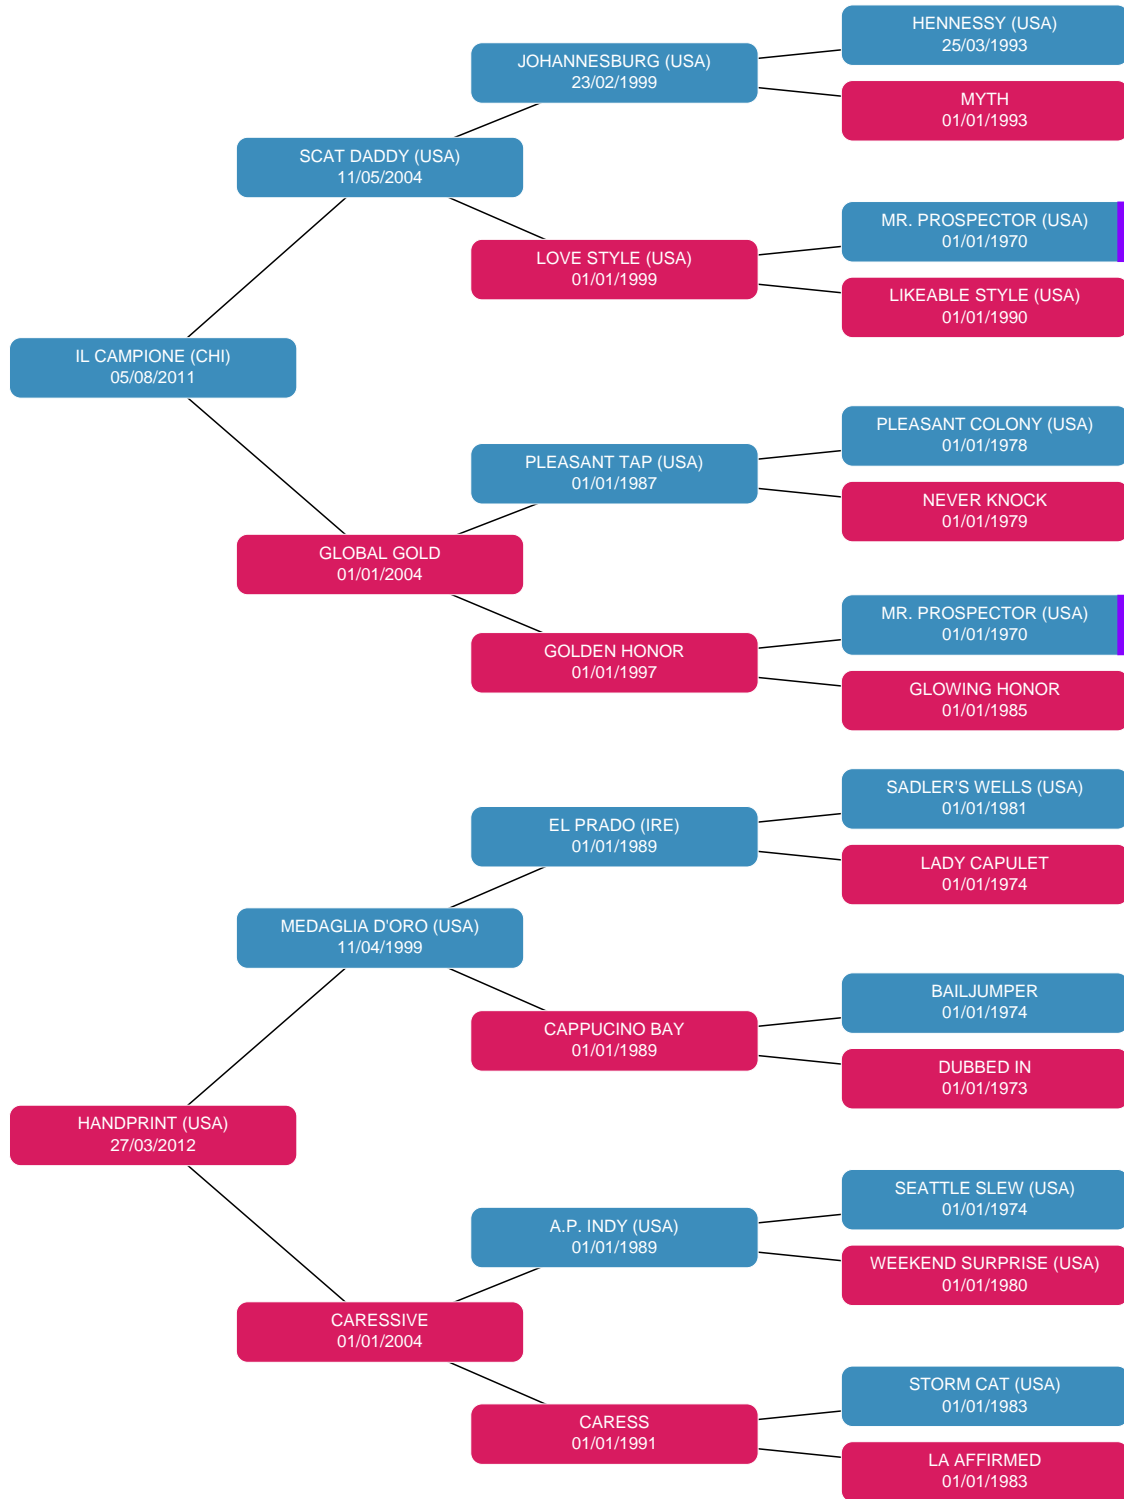 HENNESSY (USA)
25/03/1993
JOHANNESBURG (USA)
23/02/1999
MYTH
01/01/1993
SCAT DADDY (USA)
11/05/2004
MR. PROSPECTOR (USA)
01/01/1970
LOVE STYLE (USA)
01/01/1999
LIKEABLE STYLE (USA)
01/01/1990
IL CAMPIONE (CHI)
05/08/2011
PLEASANT COLONY (USA)
01/01/1978
PLEASANT TAP (USA)
01/01/1987
NEVER KNOCK
01/01/1979
GLOBAL GOLD
01/01/2004
MR. PROSPECTOR (USA)
01/01/1970
GOLDEN HONOR
01/01/1997
GLOWING HONOR
01/01/1985
SADLER'S WELLS (USA)
01/01/1981
EL PRADO (IRE)
01/01/1989
LADY CAPULET
01/01/1974
MEDAGLIA D'ORO (USA)
11/04/1999
BAILJUMPER
01/01/1974
CAPPUCINO BAY
01/01/1989
DUBBED IN
01/01/1973
HANDPRINT (USA)
27/03/2012
SEATTLE SLEW (USA)
01/01/1974
A.P. INDY (USA)
01/01/1989
WEEKEND SURPRISE (USA)
01/01/1980
CARESSIVE
01/01/2004
STORM CAT (USA)
01/01/1983
CARESS
01/01/1991
LA AFFIRMED
01/01/1983